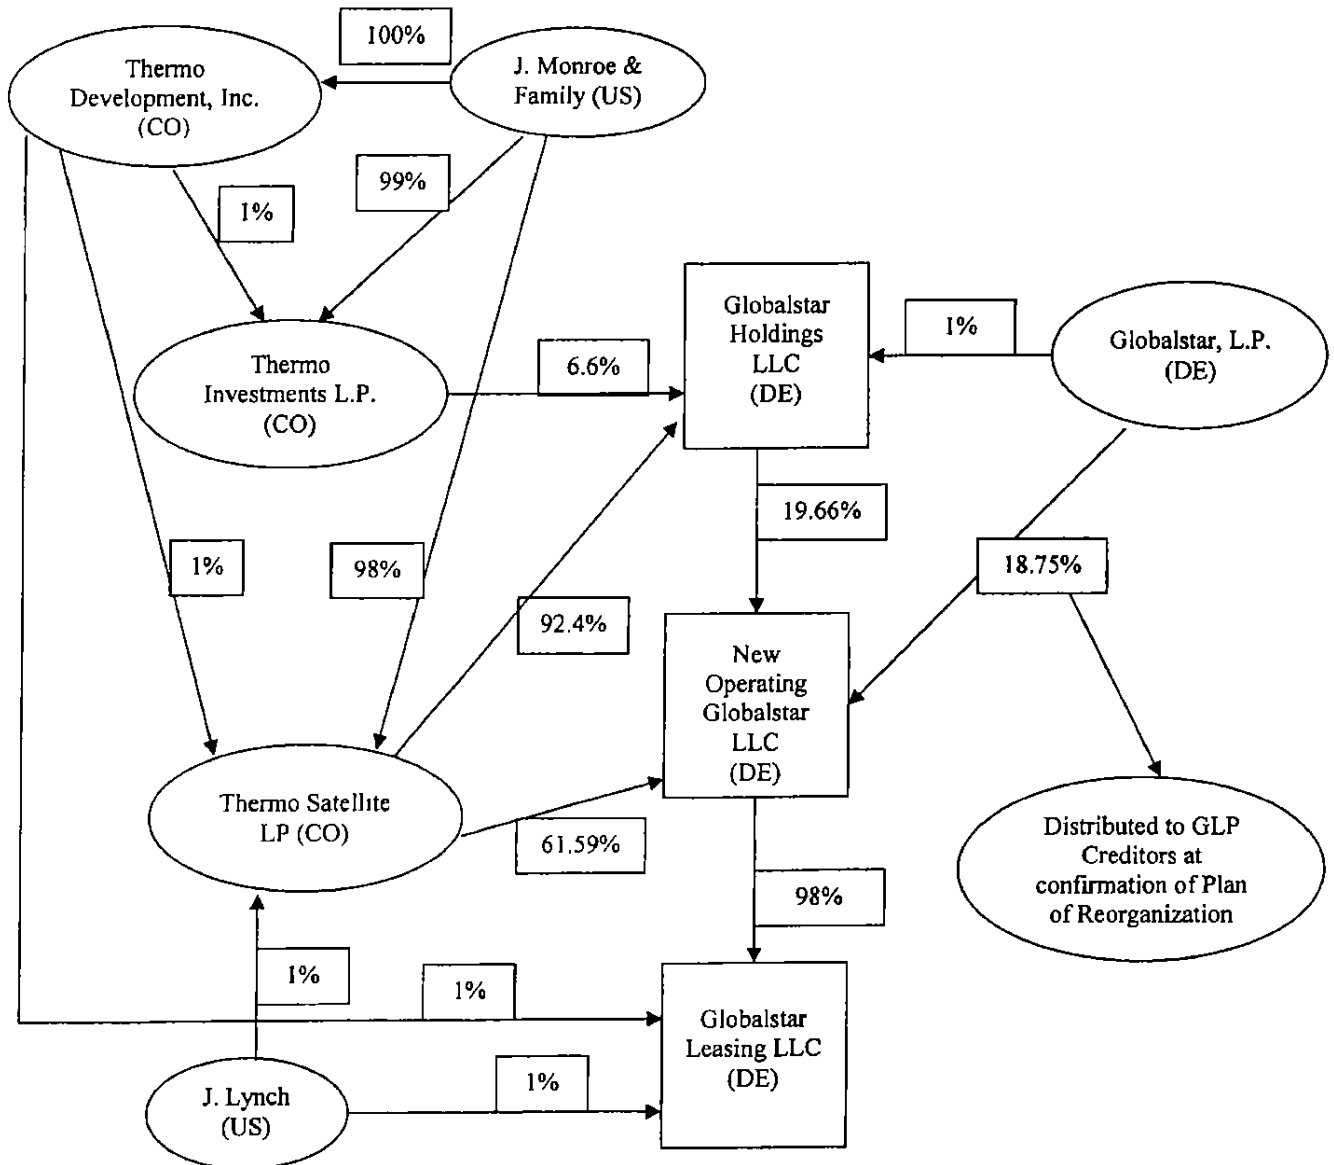 100%
Thermo
Development, Inc.
(CO)
J. Monroe &
Family (US)
99%
1%
Globalstar
Holdings
LLC
(DE)
1%
Globalstar, L.P.
(DE)
Thermo
Investments L.P.
(CO)
6.6%
19.66%
1%
98%
18.75%
92.4%
New
Operating
Globalstar
LLC
(DE)
Thermo Satellite
LP (CO)
61.59%
Distributed to GLP
Creditors at
confirmation of Plan
of Reorganization
98%
1%
1%
Globalstar
Leasing LLC
(DE)
1%
J. Lynch
(US)